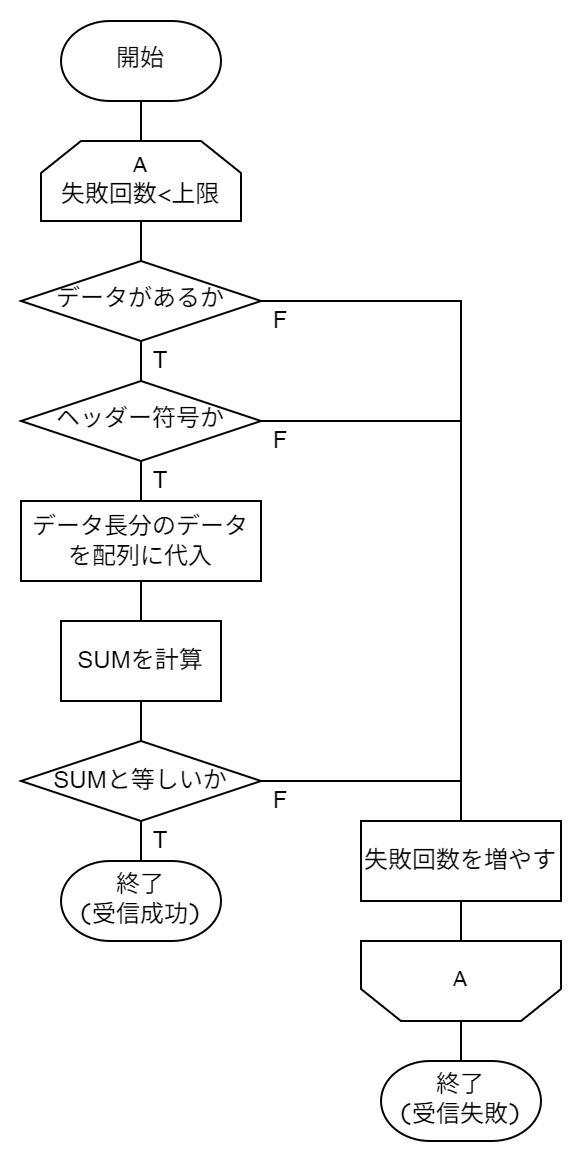 開始
A
失敗回数<上限
データがあるか
F
T
ヘッダー符号か
F
T
データ長分のデータ
を配列に代入
SUMを計算
SUMと等しいか
F
T
終了
(受信成功)
失敗回数を増やす
A
終了
(受信失敗)